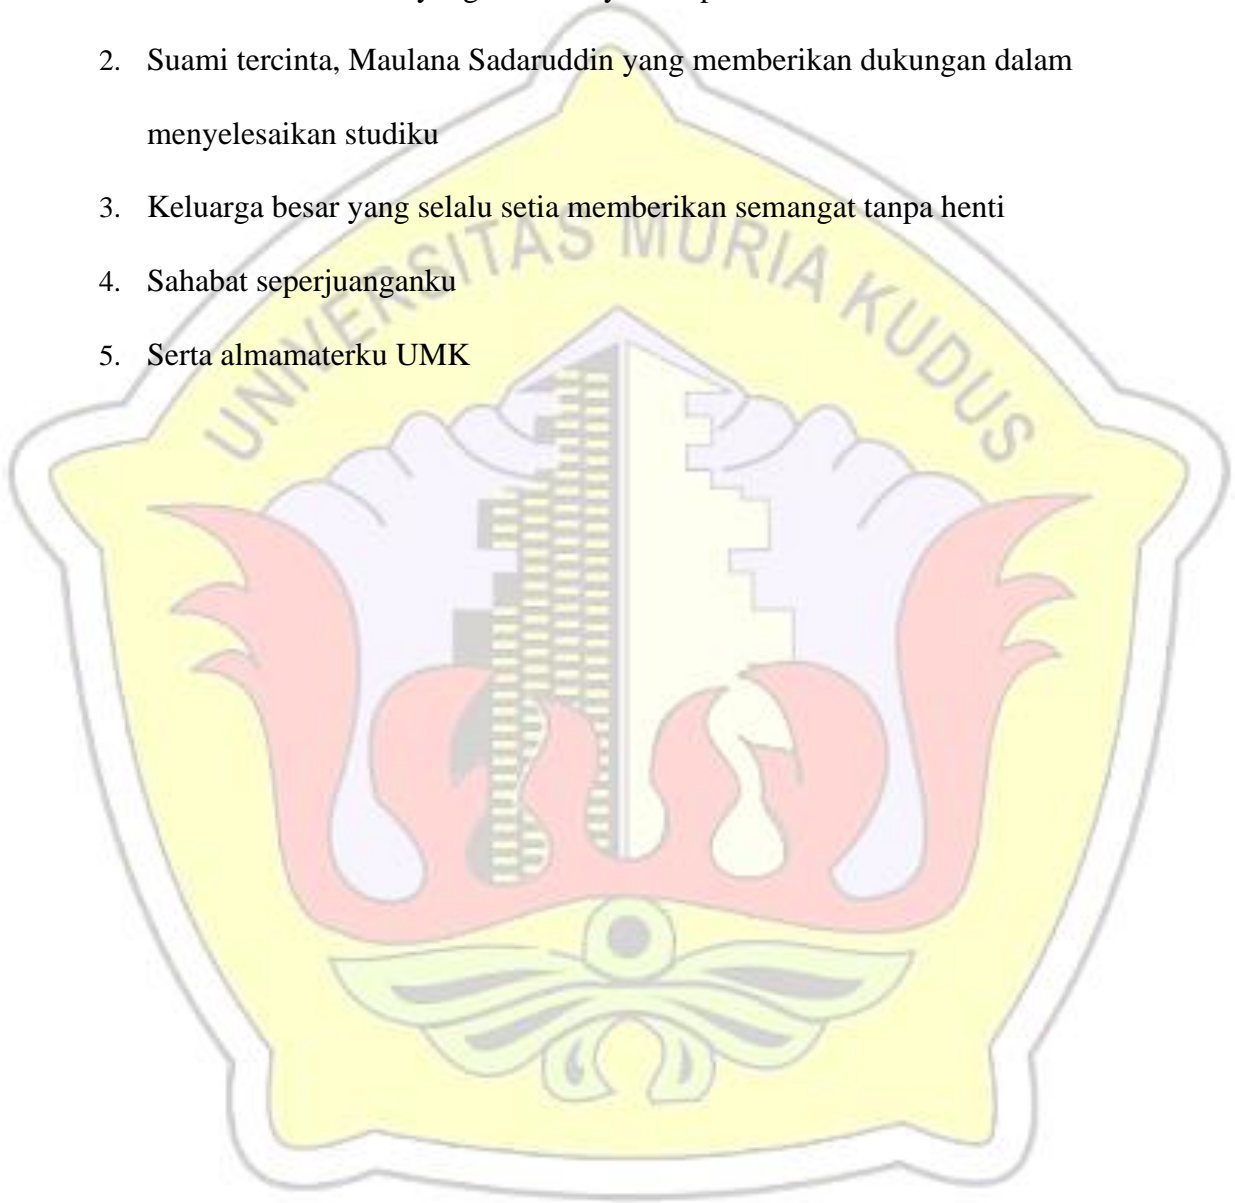 2. Suami tercinta, Maulana Sadaruddin yang memberikan dukungan dalam
menyelesaikan studiku
3. Keluarga besar yang selalu setia memberikan semangat tanpa henti
4. Sahabat seperjuanganku
5. Serta almamaterku UMK
UNIVERSITAS MURIA KUDUS